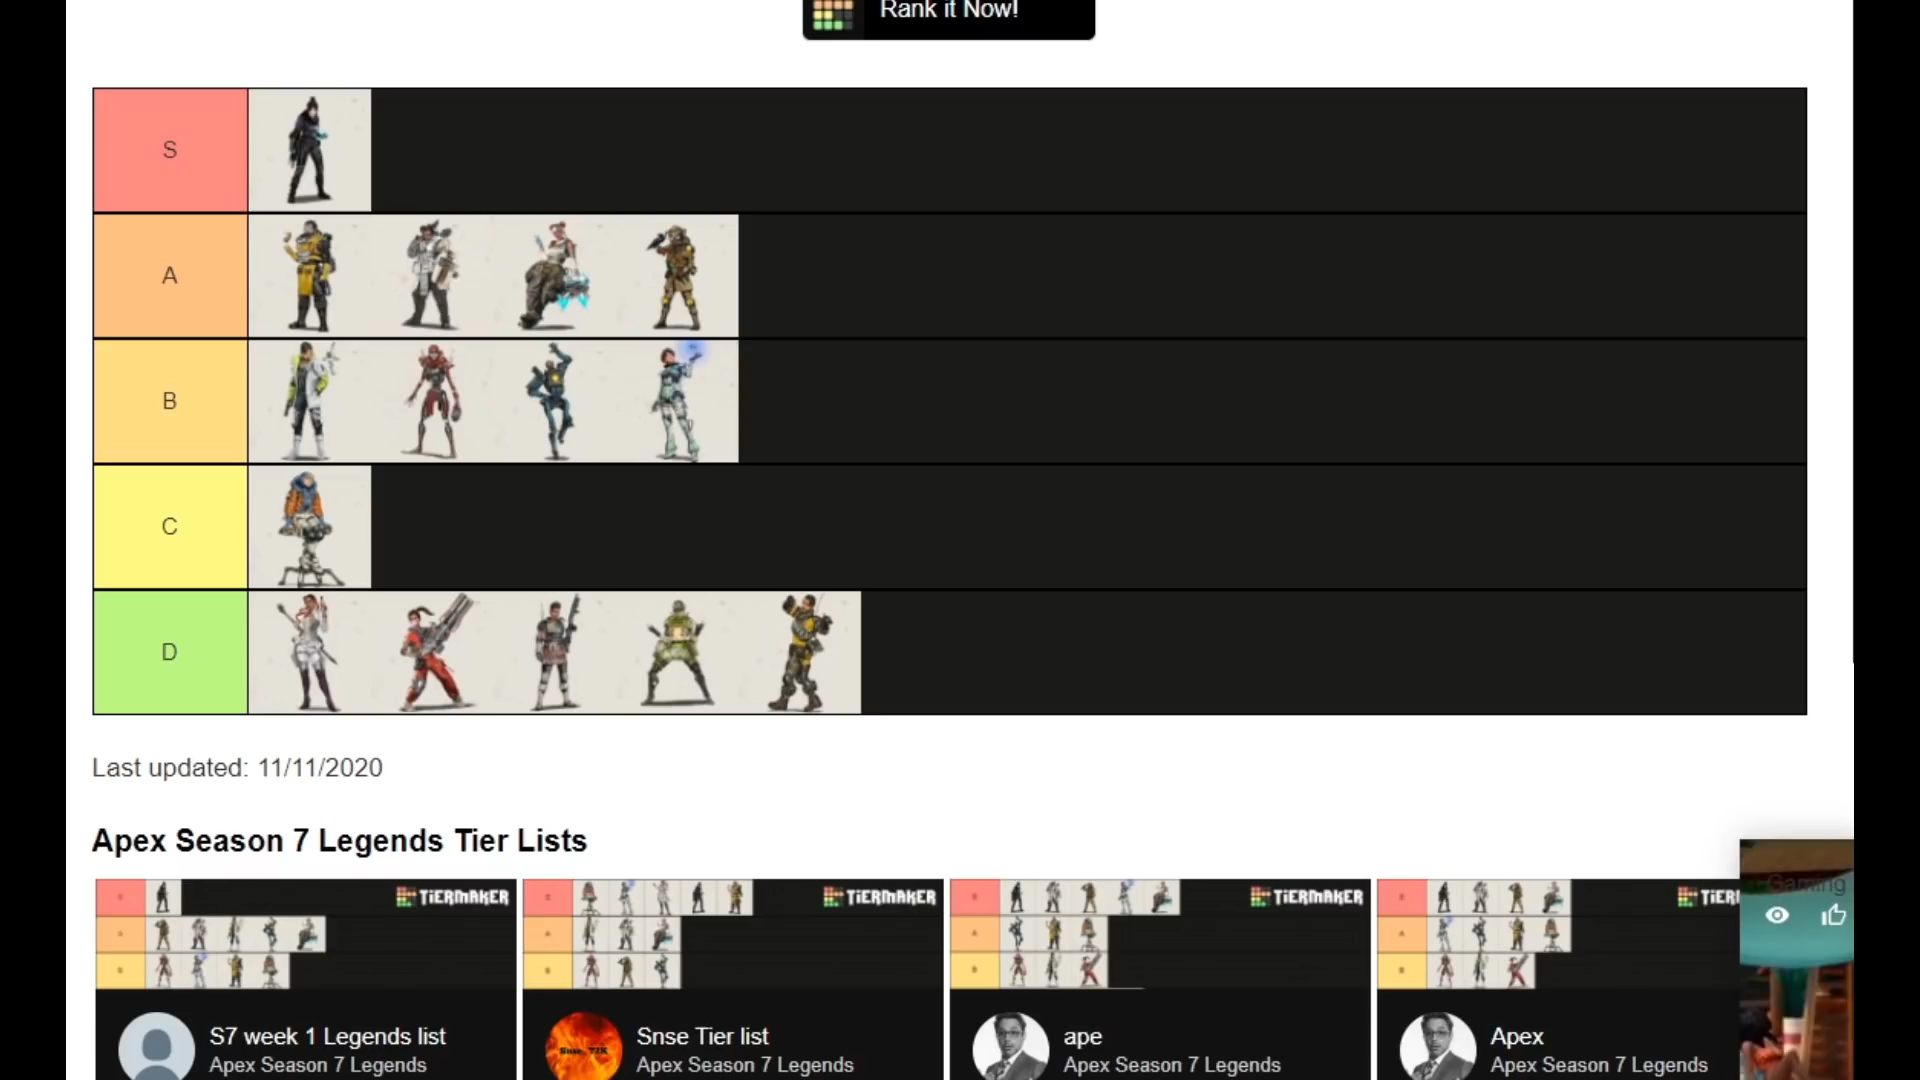 Rank it Now!
S
A
B
C
D
Last updated: 11/11/2020
Apex Season 7 Legends Tier Lists
TiERMAKER
TiERMAKER
TiERMAKER
TiER
Gaming
S7 week 1 Legends list
Apex Season 7 Legends
Snse Tier list
Apex Season 7 Legends
ape
Apex Season 7 Legends
Apex
Apex Season 7 Legends